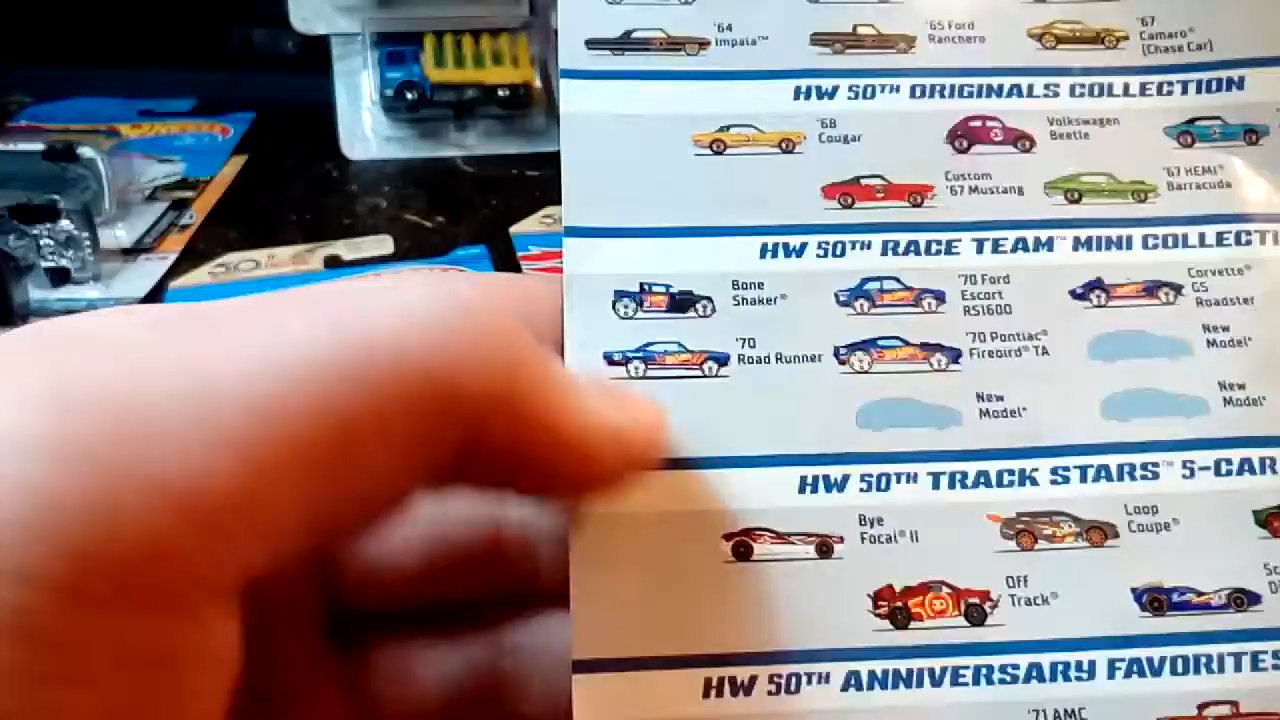 '64
Impala™
'65 Ford
Ranchero
'67
Camaro®
(Chase Car)
HW 50TH ORIGINALS COLLECTION
'68
Cougar
Volkswagen
Beetle
Custom
'67 Mustang
'67 HEMI®
Barracuda
HW 50TH RACE TEAM™ MINI COLLECTI
Bone
Shaker®
'70 Ford
Escort
RS1600
Corvette®
GS
Roadster
'70
Road Runner
'70 Pontiac®
Firebird® TA
New
Model*
New
Model*
New
Model*
HW 50TH TRACK STARS™ 5-CAR
Bye
Focal® II
Loop
Coupe®
Off
Track®
HW 50TH ANNIVERSARY FAVORITES
'71 AMC